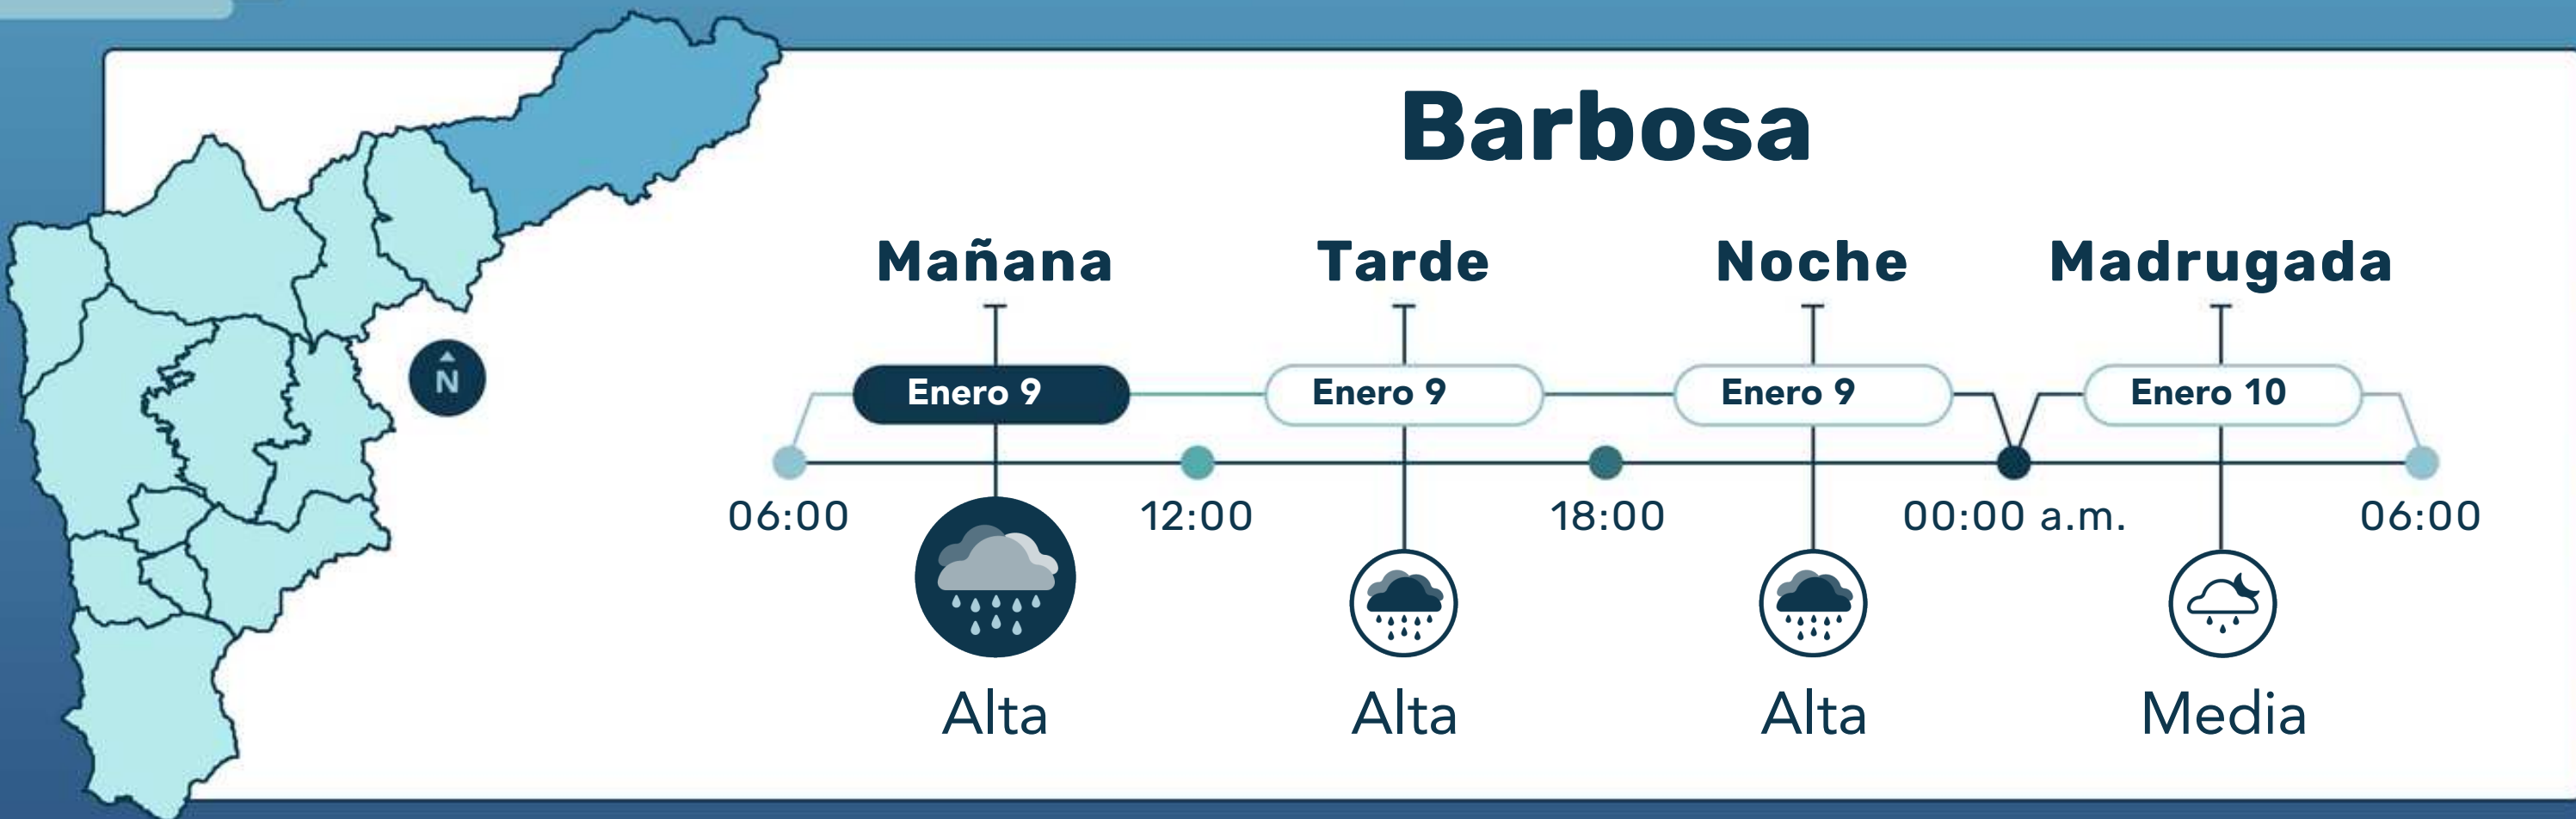 Barbosa
Mañana
Tarde
Noche
Madrugada
Enero 9
Enero 9
Enero 9
Enero 10
N
06:00
12:00
18:00
00:00 a.m.
06:00
Alta
Alta
Alta
Media